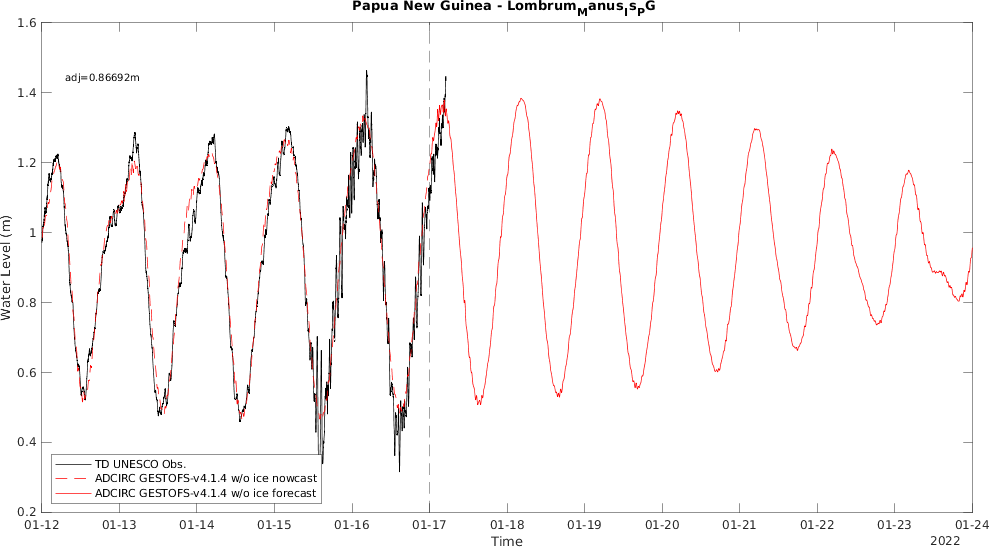 Papua New Guinea - LombrumManusIsPG
adj=0.86692m
1.6
1.4
1.2
1
0.8
0.6
0.4
0.2
Water Level (m)
TD UNESCO Obs.
ADCIRC GESTOFS-v4.1.4 w/o ice nowcast
ADCIRC GESTOFS-v4.1.4 w/o ice forecast
01-12 01-13 01-14 01-15 01-16 01-17 01-18 01-19 01-20 01-21 01-22 01-23 01-24
Time
2022